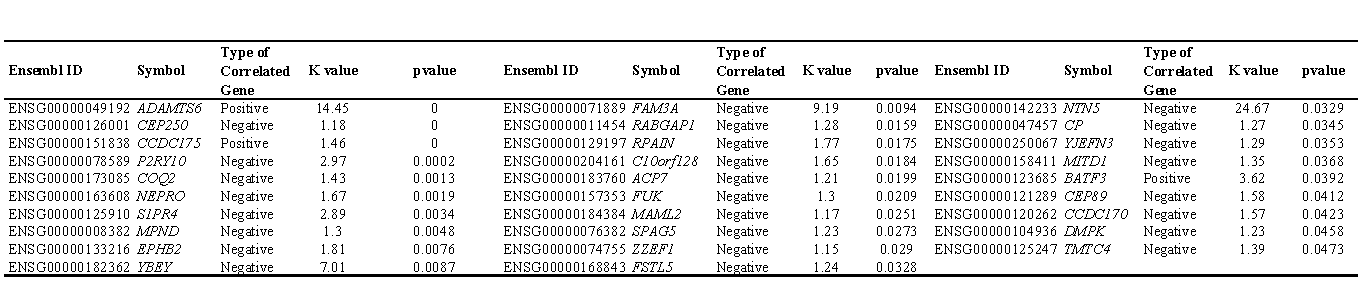 Ensembl ID Symbol Type of Correlated Gene K value pvalue Ensembl ID Symbol Type of Correlated Gene K value pvalue Ensembl ID Symbol Type of Correlated Gene K value pvalue
ENSG00000049192 ADAMTS6 Positive 14.45 0 ENSG00000071889 FAM3A Negative 9.19 0.0094 ENSG00000142233 NTN5 Negative 24.67 0.0329
ENSG00000126001 CEP250 Negative 1.18 0 ENSG00000011454 RABGAP1 Negative 1.28 0.0159 ENSG00000047457 CP Negative 1.27 0.0345
ENSG00000151838 CCDC175 Positive 1.46 0 ENSG00000129197 RPAIN Negative 1.77 0.0175 ENSG00000250067 YJEFN3 Negative 1.29 0.0353
ENSG00000078589 P2RY10 Negative 2.97 0.0002 ENSG00000204161 C10orf128 Negative 1.65 0.0184 ENSG00000158411 MITD1 Negative 1.35 0.0368
ENSG00000173085 COQ2 Negative 1.43 0.0013 ENSG00000183760 ACP7 Negative 1.21 0.0199 ENSG00000123685 BATF3 Positive 3.62 0.0392
ENSG00000163608 NEPRO Negative 1.67 0.0019 ENSG00000157353 FUK Negative 1.3 0.0209 ENSG00000121289 CEP89 Negative 1.58 0.0412
ENSG00000125910 S1PR4 Negative 2.89 0.0034 ENSG00000184384 MAML2 Negative 1.17 0.0251 ENSG00000120262 CCDC170 Negative 1.57 0.0423
ENSG00000008382 MPND Negative 1.3 0.0048 ENSG00000076382 SPAG5 Negative 1.23 0.0273 ENSG00000104936 DMPK Negative 1.23 0.0458
ENSG00000133216 EPHB2 Negative 1.81 0.0076 ENSG00000074755 ZZEF1 Negative 1.15 0.029 ENSG00000125247 TMTC4 Negative 1.39 0.0473
ENSG00000182362 YBEY Negative 7.01 0.0087 ENSG00000168843 FSTL5 Negative 1.24 0.0328